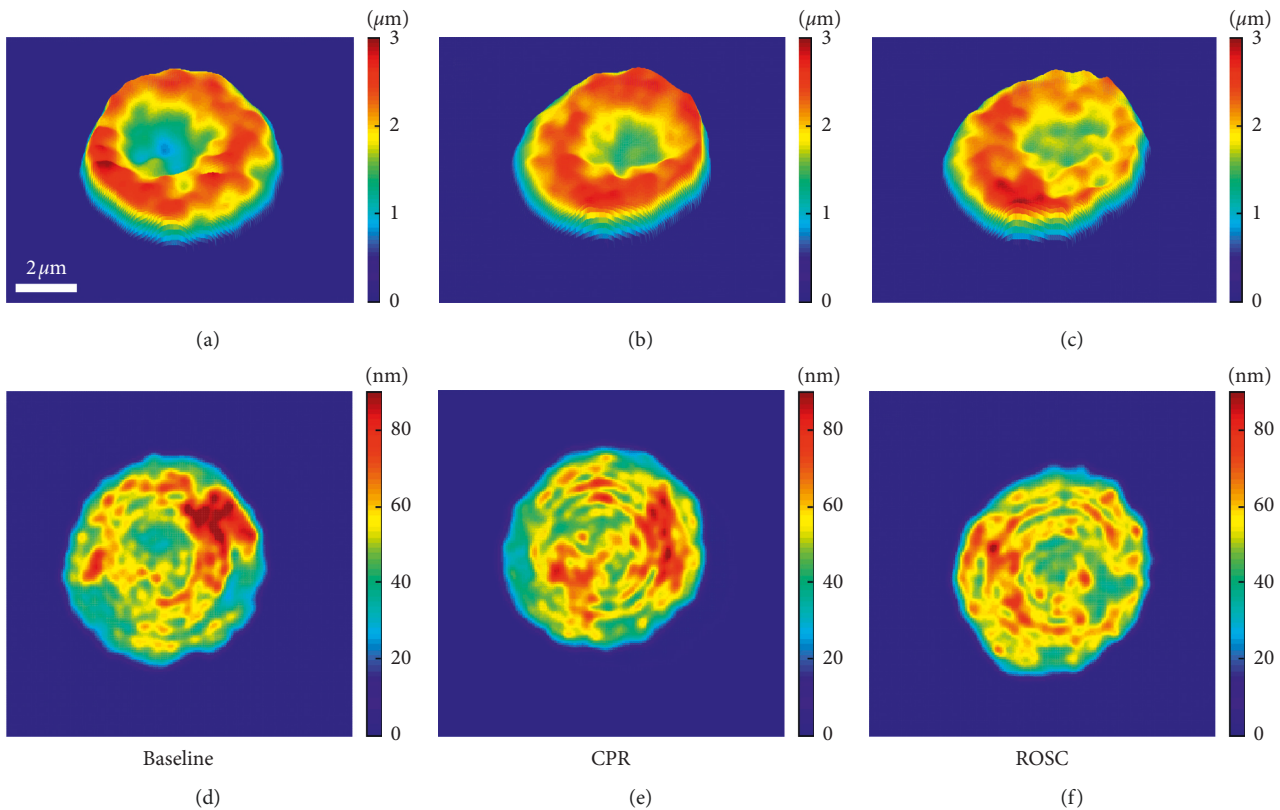 (μm) (μm) (μm)
3 3 3
2 2 2
1 1 1
2 μm
0 0 0
(a) (b) (c)
(nm) (nm) (nm)
80 80 80
60 60 60
40 40 40
20 20 20
0 0 0
Baseline CPR ROSC
(d) (e) (f)